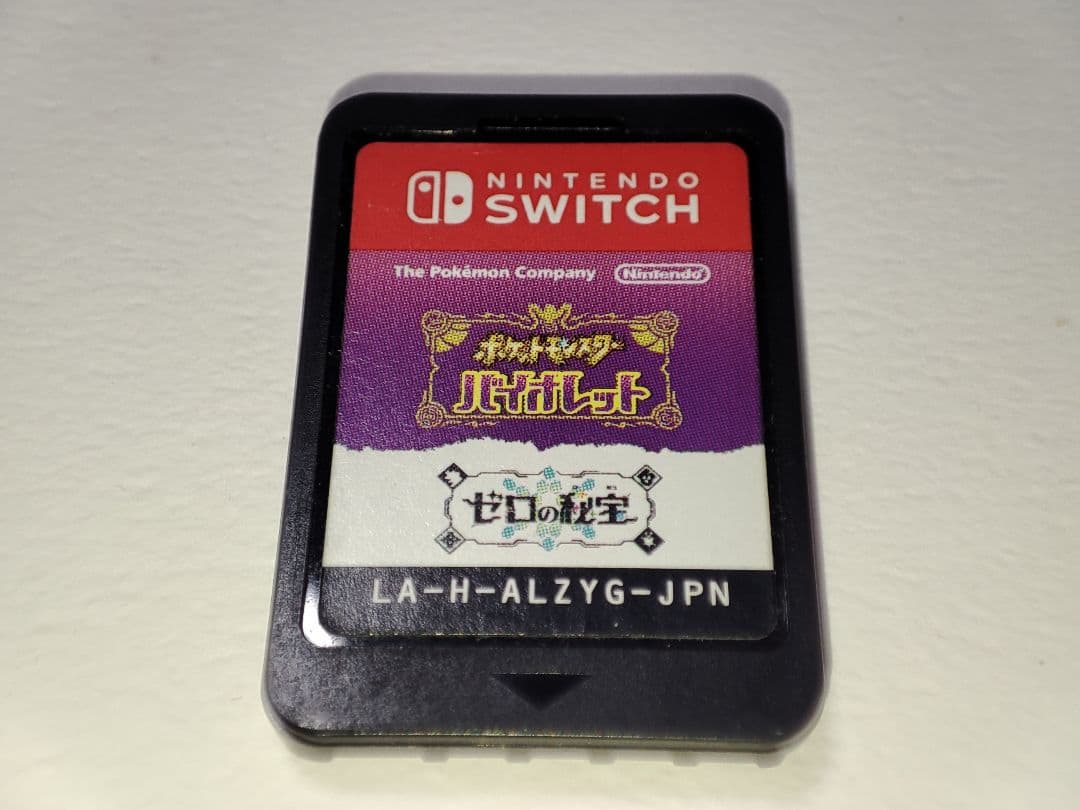 NINTENDO
SWITCH
The Pokémon Company Nintendo
ポケットモンスター
バイオレット
ゼロの秘宝
LA-H-ALZYG-JPN